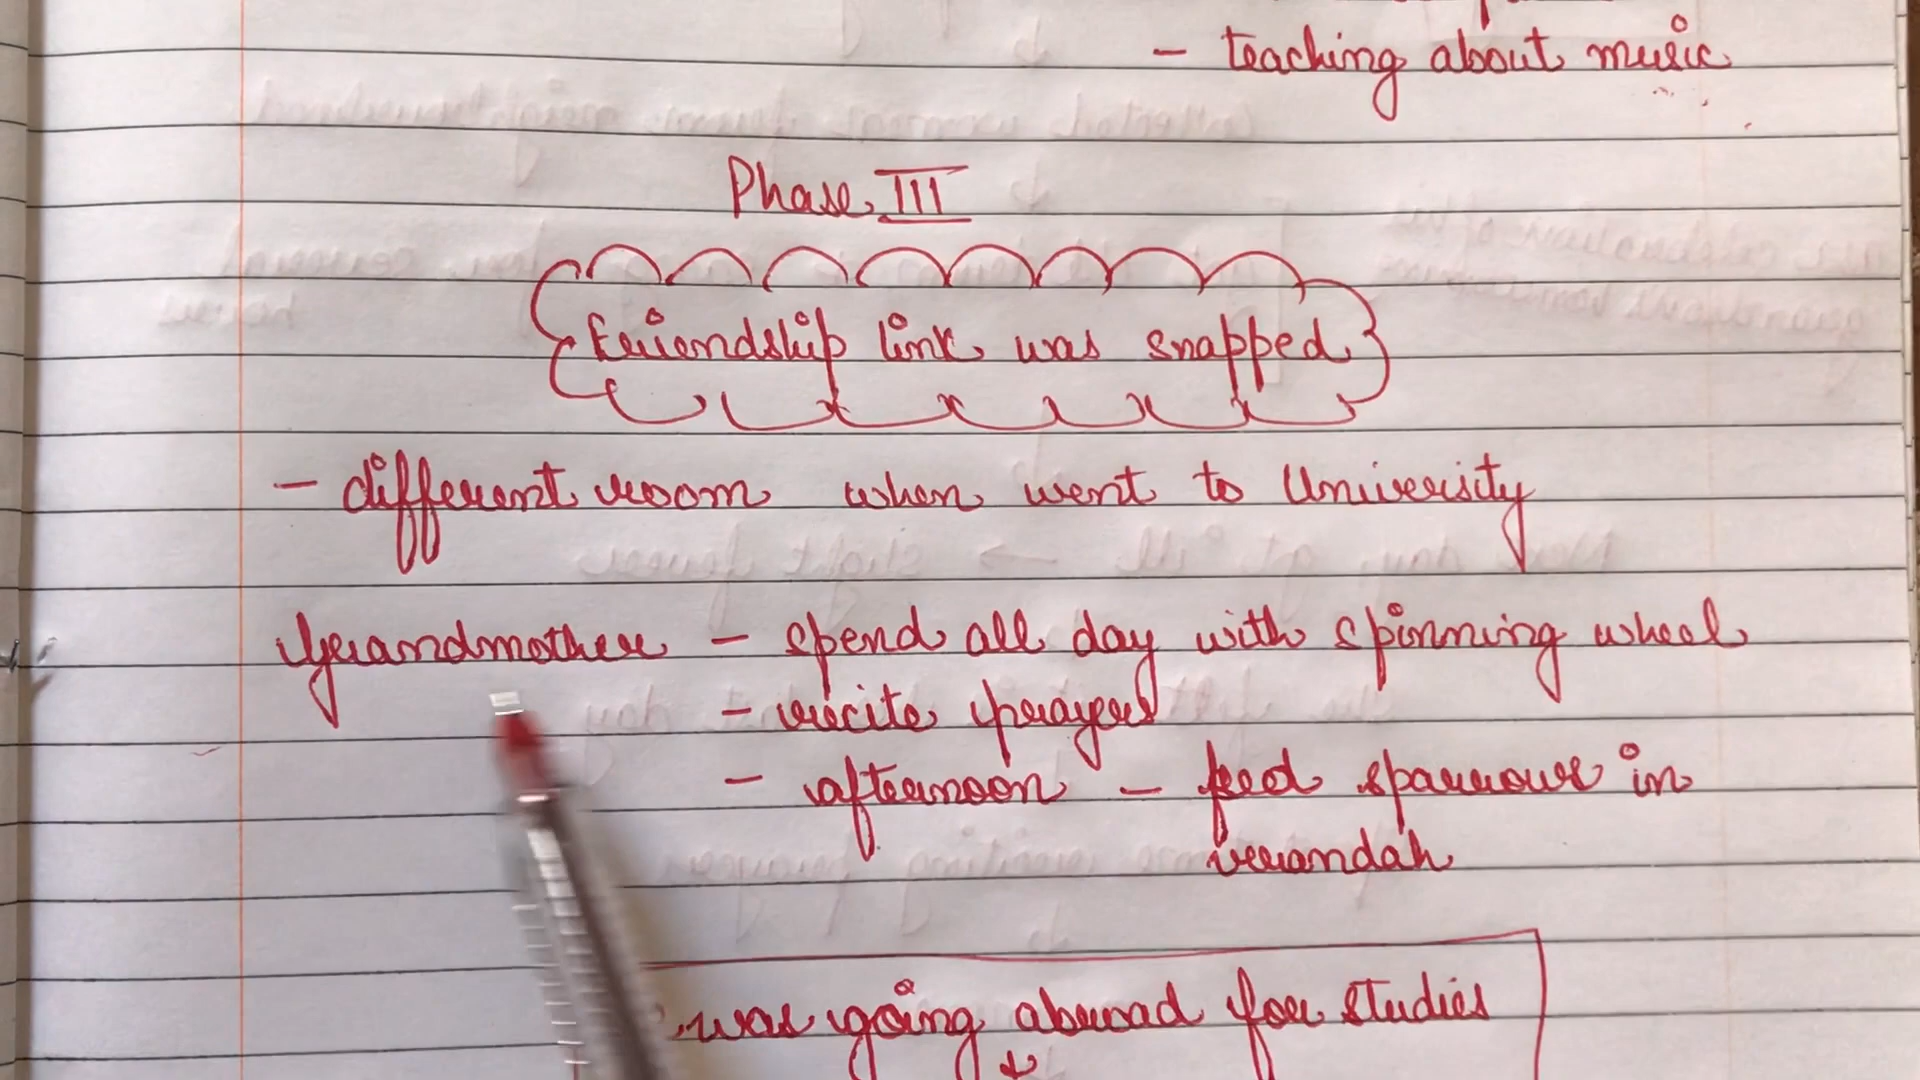 - teaching about music
Phase III
Friendship link was snapped
- different room when went to University
Grandmother - spend all day with spinning wheel
- recite prayers
- afternoon - feed sparrows in
verandah
was going abroad for studies